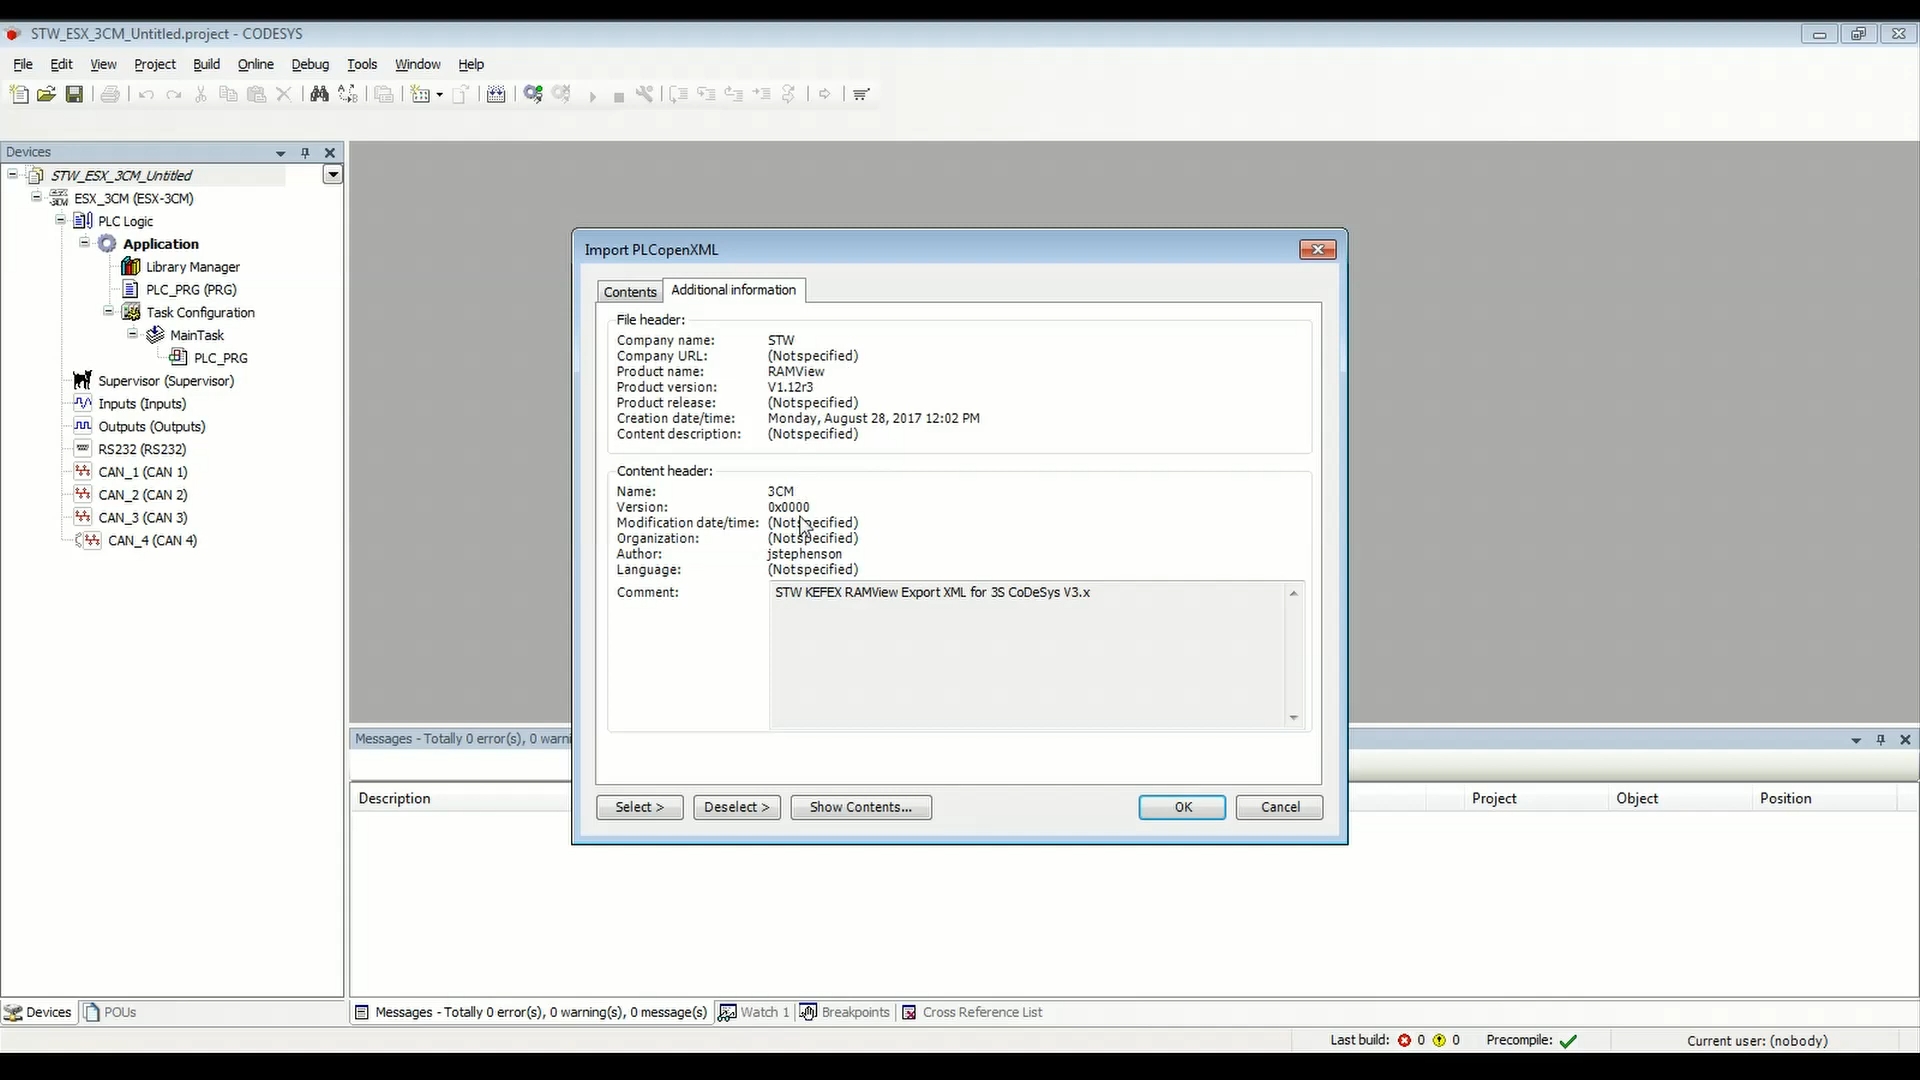 STW_ESX_3CM_Untitled.project - CODESYS
File Edit View Project Build Online Debug Tools Window Help
Devices
STW_ESX_3CM_Untitled
ESX_3CM (ESX-3CM)
PLC Logic
Application
Library Manager
PLC_PRG (PRG)
Task Configuration
MainTask
PLC_PRG
Supervisor (Supervisor)
Inputs (Inputs)
Outputs (Outputs)
RS232 (RS232)
CAN_1 (CAN 1)
CAN_2 (CAN 2)
CAN_3 (CAN 3)
CAN_4 (CAN 4)
Import PLCopenXML
Contents Additional information
File header:
Company name: STW
Company URL: (Notspecified)
Product name: RAMView
Product version: V1.12r3
Product release: (Notspecified)
Creation date/time: Monday, August 28, 2017 12:02 PM
Content description: (Notspecified)
Content header:
Name: 3CM
Version: 0x0000
Modification date/time: (Notspecified)
Organization: (Notspecified)
Author: jstephenson
Language: (Notspecified)
Comment: STW KEFEX RAMView Export XML for 3S CoDeSys V3.x
Select > Deselect > Show Contents... OK Cancel
Messages - Totally 0 error(s), 0 warni
Description Project Object Position
Devices POUs
Messages - Totally 0 error(s), 0 warning(s), 0 message(s) Watch 1 Breakpoints Cross Reference List
Last build: 0 0 Precompile: Current user: (nobody)